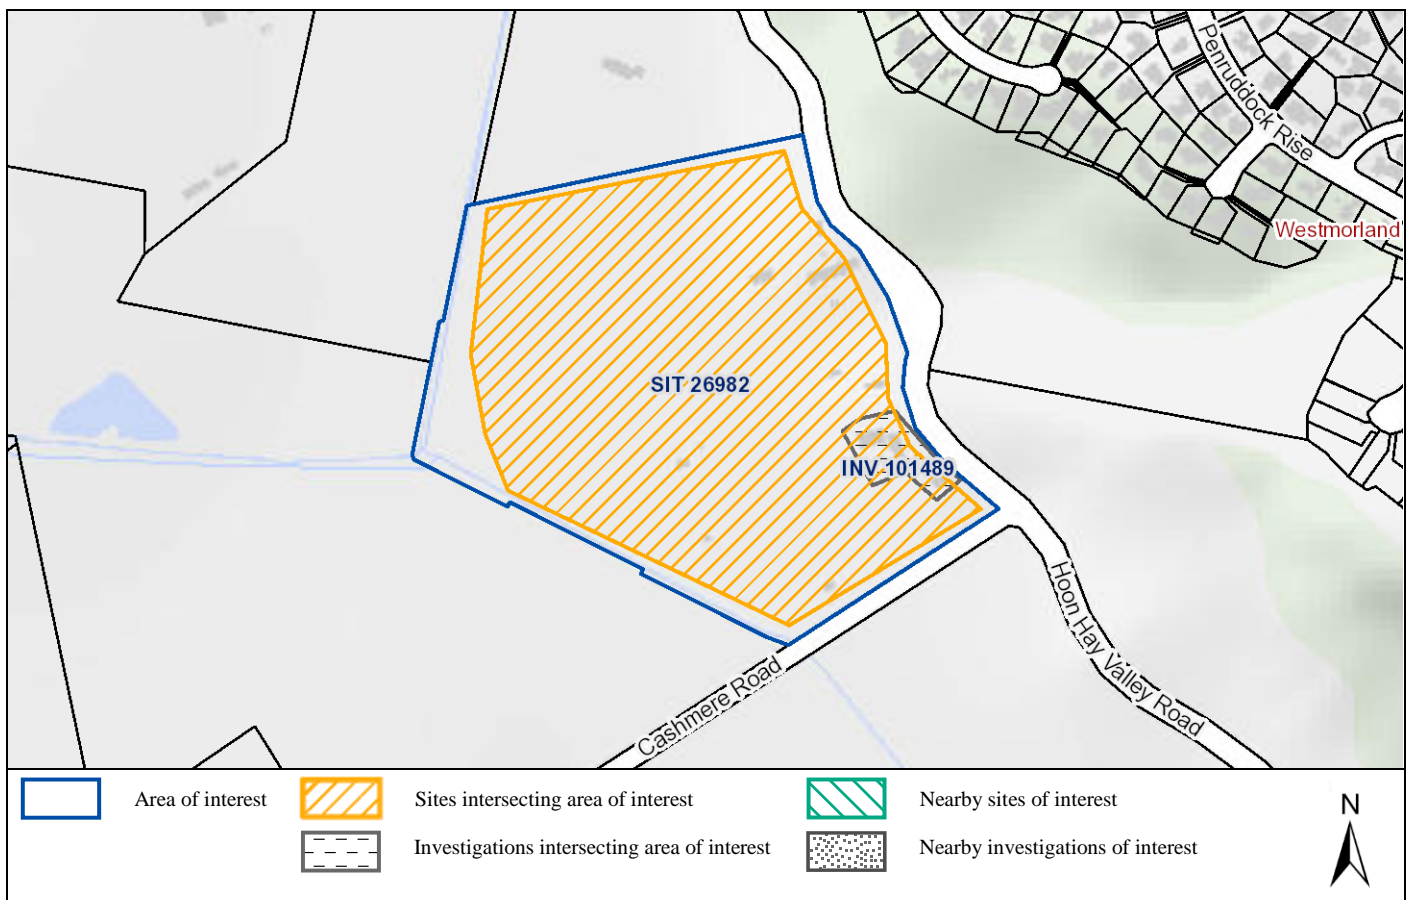 Penruddock Rise
Westmorland
SIT 26982
INV 101489
Hoon Hay Valley Road
Cashmere Road
Area of interest
Sites intersecting area of interest
Nearby sites of interest
Investigations intersecting area of interest
Nearby investigations of interest
N